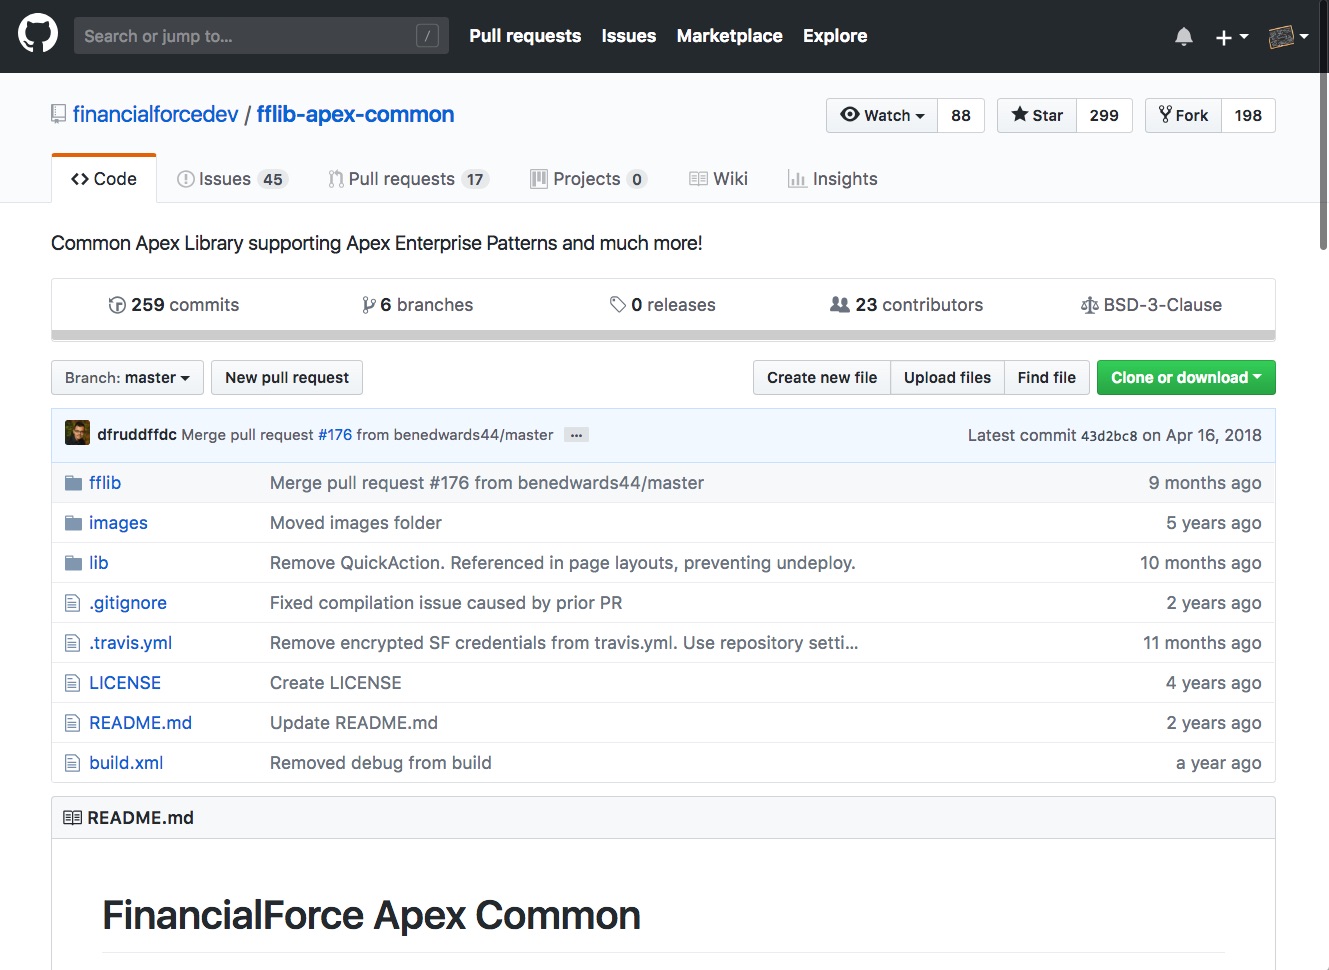 Search or jump to... /
Pull requests Issues Marketplace Explore
financialforcedev / fflib-apex-common
Watch 88 Star 299 Fork 198
Code Issues 45 Pull requests 17 Projects 0 Wiki Insights
Common Apex Library supporting Apex Enterprise Patterns and much more!
259 commits 6 branches 0 releases 23 contributors BSD-3-Clause
Branch: master New pull request Create new file Upload files Find file Clone or download
dfruddffdc Merge pull request #176 from benedwards44/master ... Latest commit 43d2bc8 on Apr 16, 2018
fflib Merge pull request #176 from benedwards44/master 9 months ago
images Moved images folder 5 years ago
lib Remove QuickAction. Referenced in page layouts, preventing undeploy. 10 months ago
.gitignore Fixed compilation issue caused by prior PR 2 years ago
.travis.yml Remove encrypted SF credentials from travis.yml. Use repository setti... 11 months ago
LICENSE Create LICENSE 4 years ago
README.md Update README.md 2 years ago
build.xml Removed debug from build a year ago
README.md
FinancialForce Apex Common